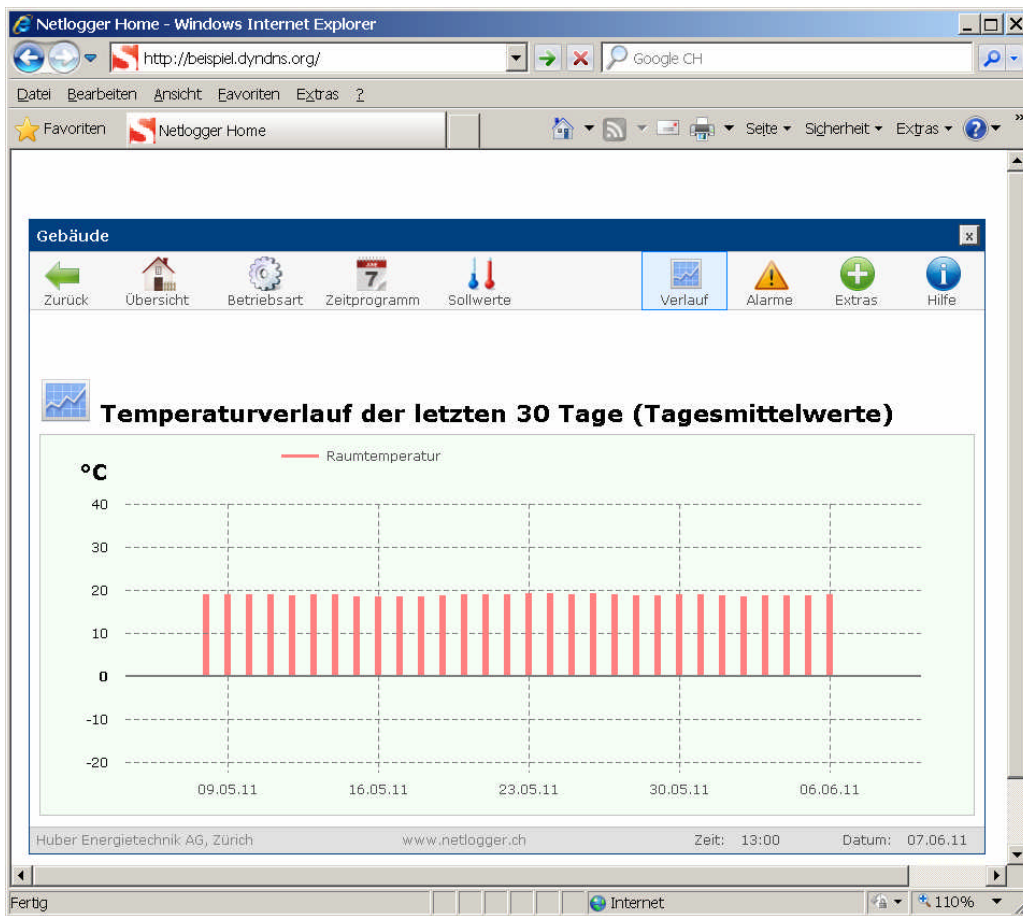 Netlogger Home - Windows Internet Explorer
http://beispiel.dyndns.org/
Google CH
Datei Bearbeiten Ansicht Favoriten Extras ?
Favoriten Netlogger Home Seite Sicherheit Extras
Gebäude
Zurück Übersicht Betriebsart Zeitprogramm Sollwerte Verlauf Alarme Extras Hilfe
Temperaturverlauf der letzten 30 Tage (Tagesmittelwerte)
Raumtemperatur
°C
40
30
20
10
0
-10
-20
09.05.11 16.05.11 23.05.11 30.05.11 06.06.11
Huber Energietechnik AG, Zürich www.netlogger.ch Zeit: 13:00 Datum: 07.06.11
Fertig Internet 110%